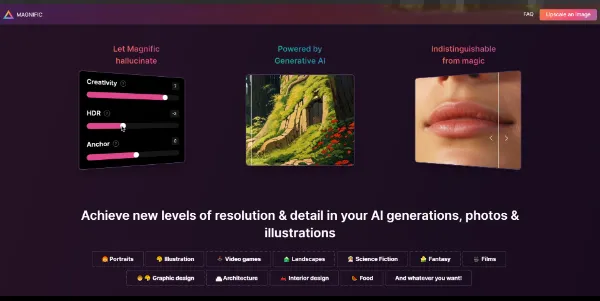 MAGNIFIC
FAQ
Upscale an image
Let Magnific
hallucinate
Powered by
Generative AI
Indistinguishable
from magic
Creativity
HDR
Anchor
0
Achieve new levels of resolution & detail in your AI generations, photos &
illustrations
Portraits
Illustration
Video games
Landscapes
Science Fiction
Fantasy
Films
Graphic design
Architecture
Interior design
Food
And whatever you want!